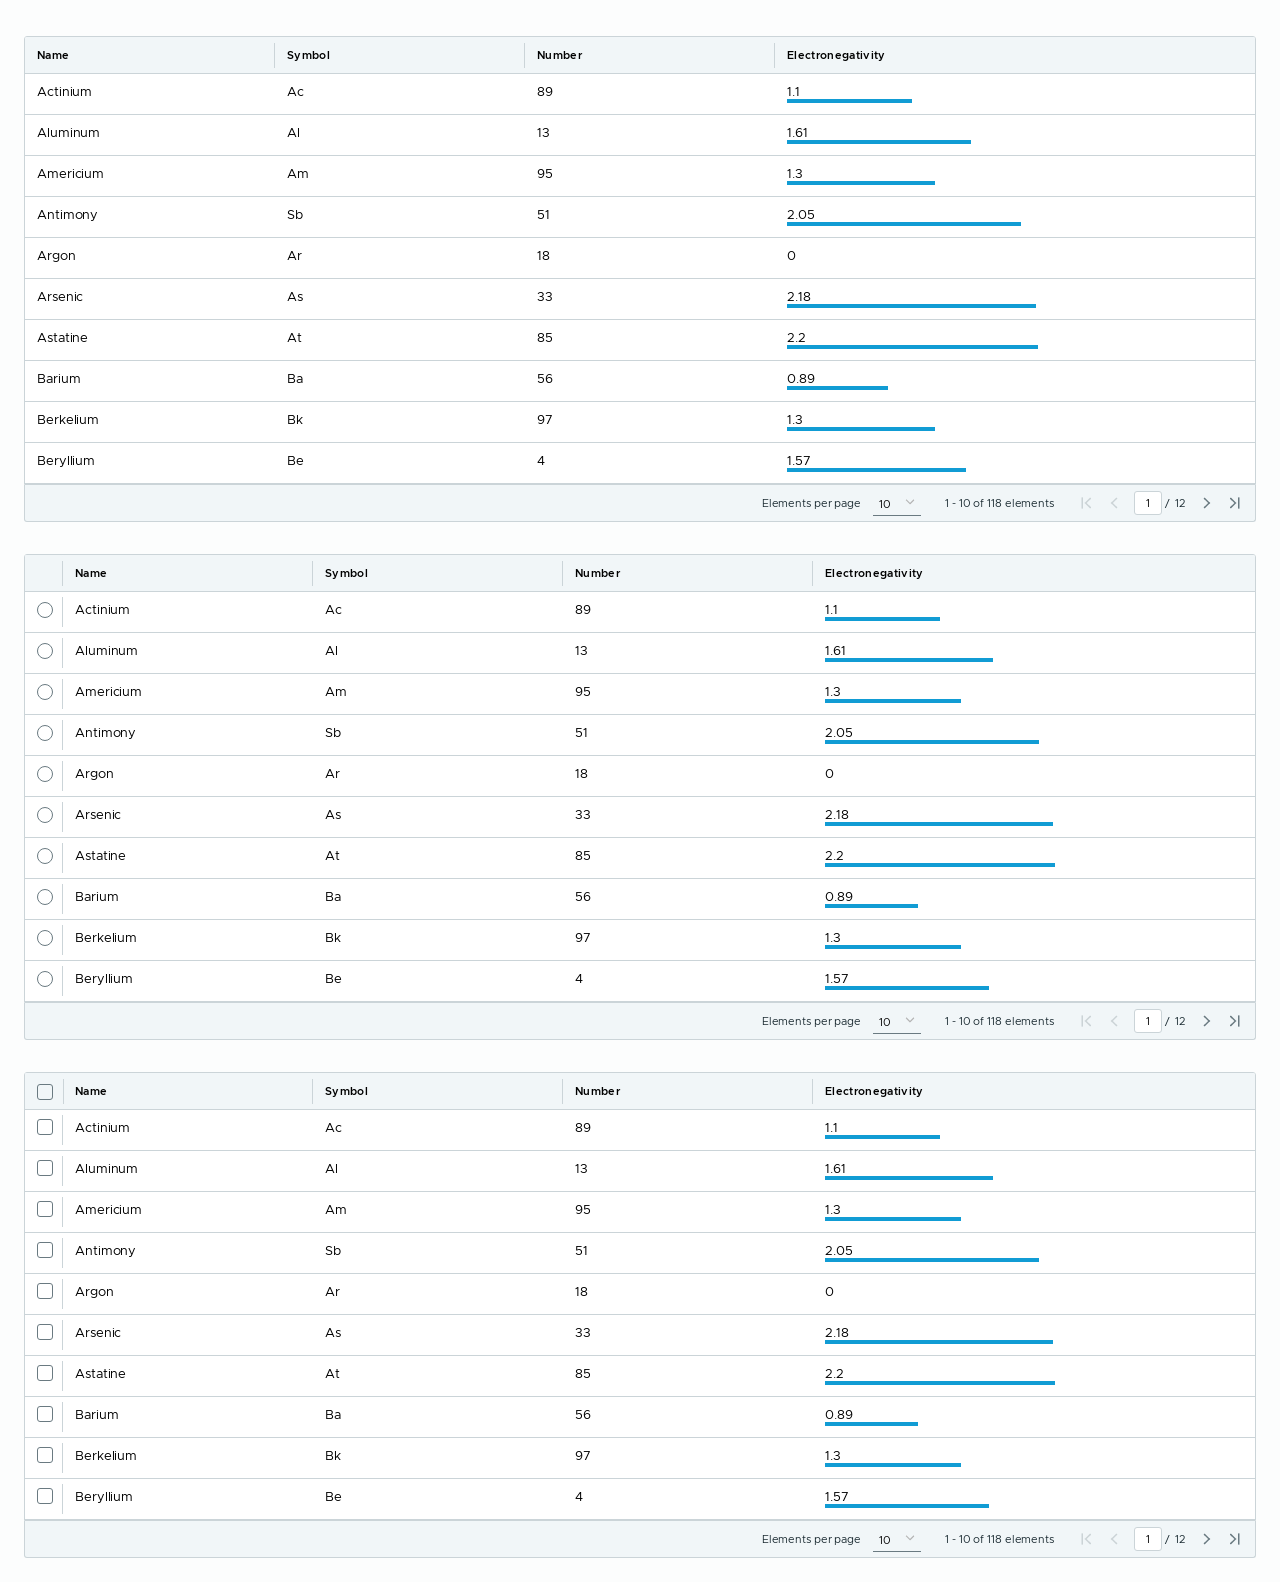 Name Symbol Number Electronegativity
Actinium Ac 89 1.1
Aluminum Al 13 1.61
Americium Am 95 1.3
Antimony Sb 51 2.05
Argon Ar 18 0
Arsenic As 33 2.18
Astatine At 85 2.2
Barium Ba 56 0.89
Berkelium Bk 97 1.3
Beryllium Be 4 1.57
Elements per page 10 1 - 10 of 118 elements 1 / 12
Name Symbol Number Electronegativity
Actinium Ac 89 1.1
Aluminum Al 13 1.61
Americium Am 95 1.3
Antimony Sb 51 2.05
Argon Ar 18 0
Arsenic As 33 2.18
Astatine At 85 2.2
Barium Ba 56 0.89
Berkelium Bk 97 1.3
Beryllium Be 4 1.57
Elements per page 10 1 - 10 of 118 elements 1 / 12
Name Symbol Number Electronegativity
Actinium Ac 89 1.1
Aluminum Al 13 1.61
Americium Am 95 1.3
Antimony Sb 51 2.05
Argon Ar 18 0
Arsenic As 33 2.18
Astatine At 85 2.2
Barium Ba 56 0.89
Berkelium Bk 97 1.3
Beryllium Be 4 1.57
Elements per page 10 1 - 10 of 118 elements 1 / 12